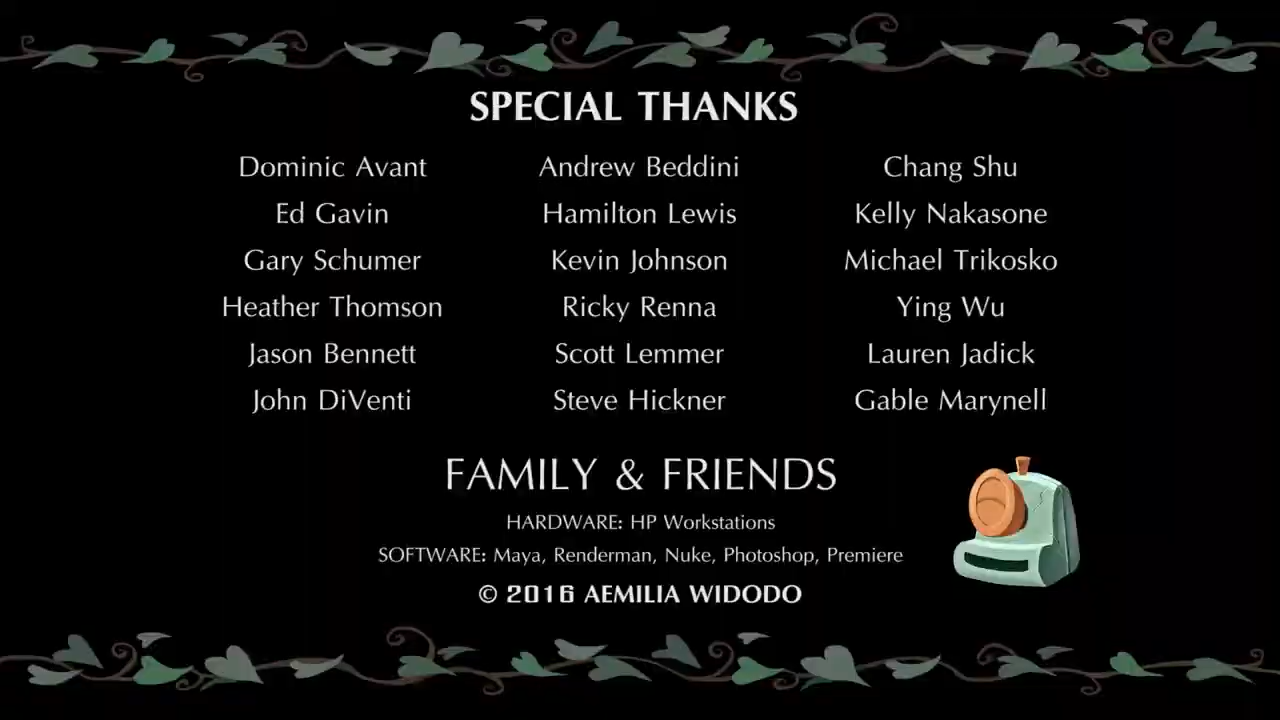 SPECIAL THANKS
Dominic Avant Andrew Beddini Chang Shu
Ed Gavin Hamilton Lewis Kelly Nakasone
Gary Schumer Kevin Johnson Michael Trikosko
Heather Thomson Ricky Renna Ying Wu
Jason Bennett Scott Lemmer Lauren Jadick
John DiVenti Steve Hickner Gable Marynell
FAMILY & FRIENDS
HARDWARE: HP Workstations
SOFTWARE: Maya, Renderman, Nuke, Photoshop, Premiere
© 2016 AEMILIA WIDODO